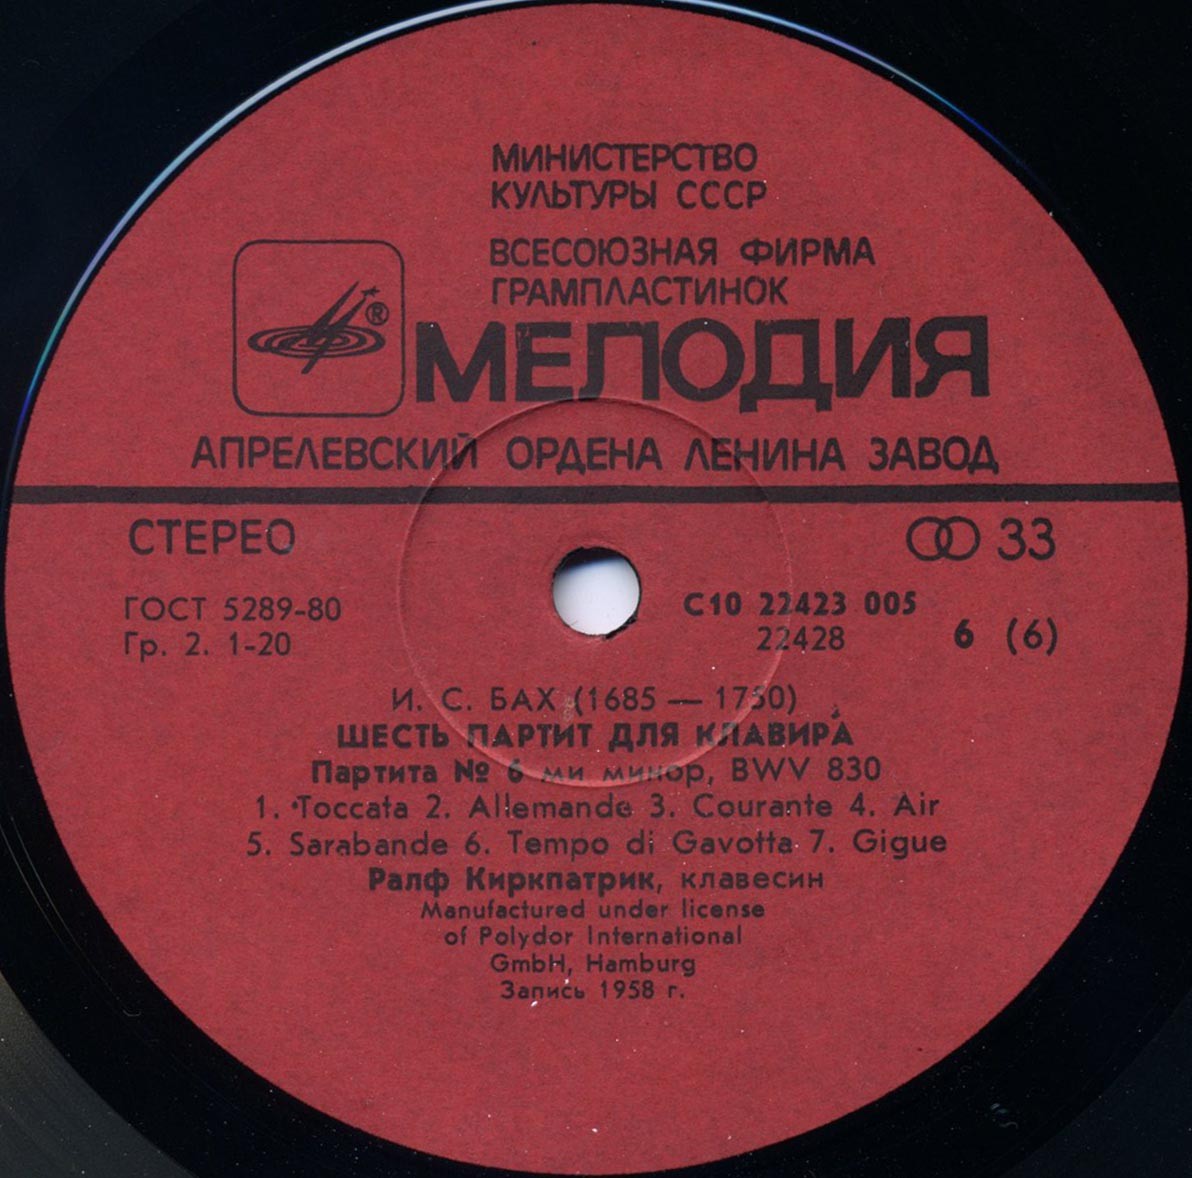 МИНИСТЕРСТВО
КУЛЬТУРЫ СССР
ВСЕСОЮЗНАЯ ФИРМА
ГРАМПЛАСТИНОК
®
МЕЛОДИЯ
АПРЕЛЕВСКИЙ ОРДЕНА ЛЕНИНА ЗАВОД
СТЕРЕО
33
ГОСТ 5289-80
Гр. 2. 1-20
С10 22423 005
22428
6 (6)
И. С. БАХ (1685 — 1750)
ШЕСТЬ ПАРТИТ ДЛЯ КЛАВИРА
Партита № 6 ми минор, BWV 830
1. Toccata 2. Allemande 3. Courante 4. Air
5. Sarabande 6. Tempo di Gavotta 7. Gigue
Ралф Киркпатрик, клавесин
Manufactured under license
of Polydor International
GmbH, Hamburg
Запись 1958 г.